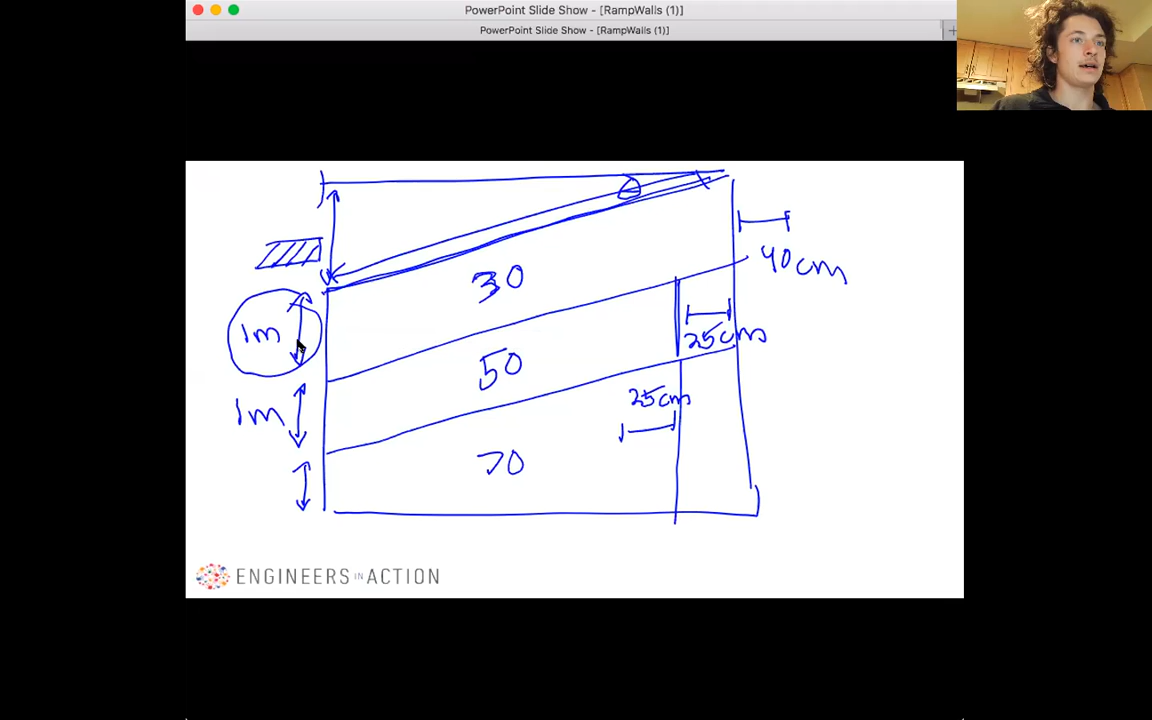 PowerPoint Slide Show - [RampWalls (1)]
PowerPoint Slide Show - [RampWalls (1)]
40cm
30
1m
25cm
50
25cm
1m
70
ENGINEERS IN ACTION